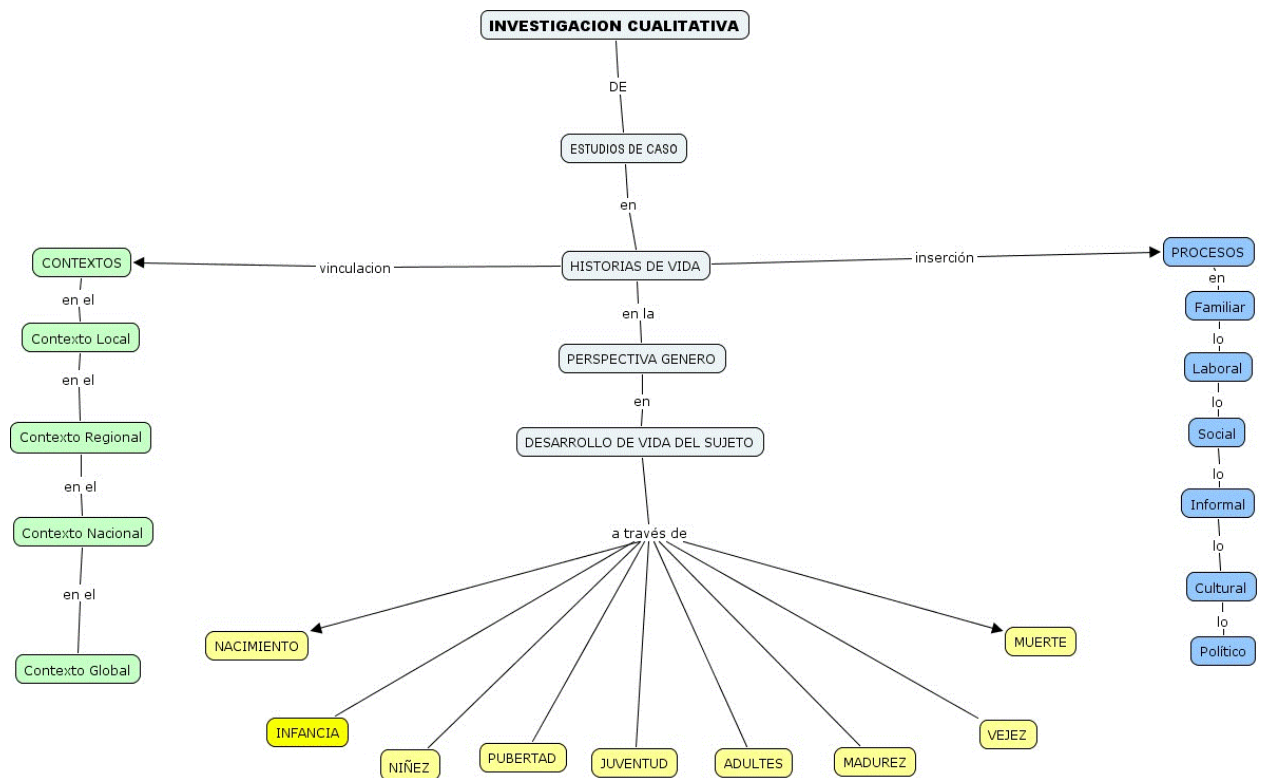 INVESTIGACION CUALITATIVA
DE
ESTUDIOS DE CASO
en
HISTORIAS DE VIDA
vinculacion
CONTEXTOS
en el
Contexto Local
en el
Contexto Regional
en el
Contexto Nacional
en el
Contexto Global
inserción
PROCESOS
en
Familiar
lo
Laboral
lo
Social
lo
Informal
lo
Cultural
lo
Político
en la
PERSPECTIVA GENERO
en
DESARROLLO DE VIDA DEL SUJETO
a través de
NACIMIENTO
INFANCIA
NIÑEZ
PUBERTAD
JUVENTUD
ADULTES
MADUREZ
VEJEZ
MUERTE